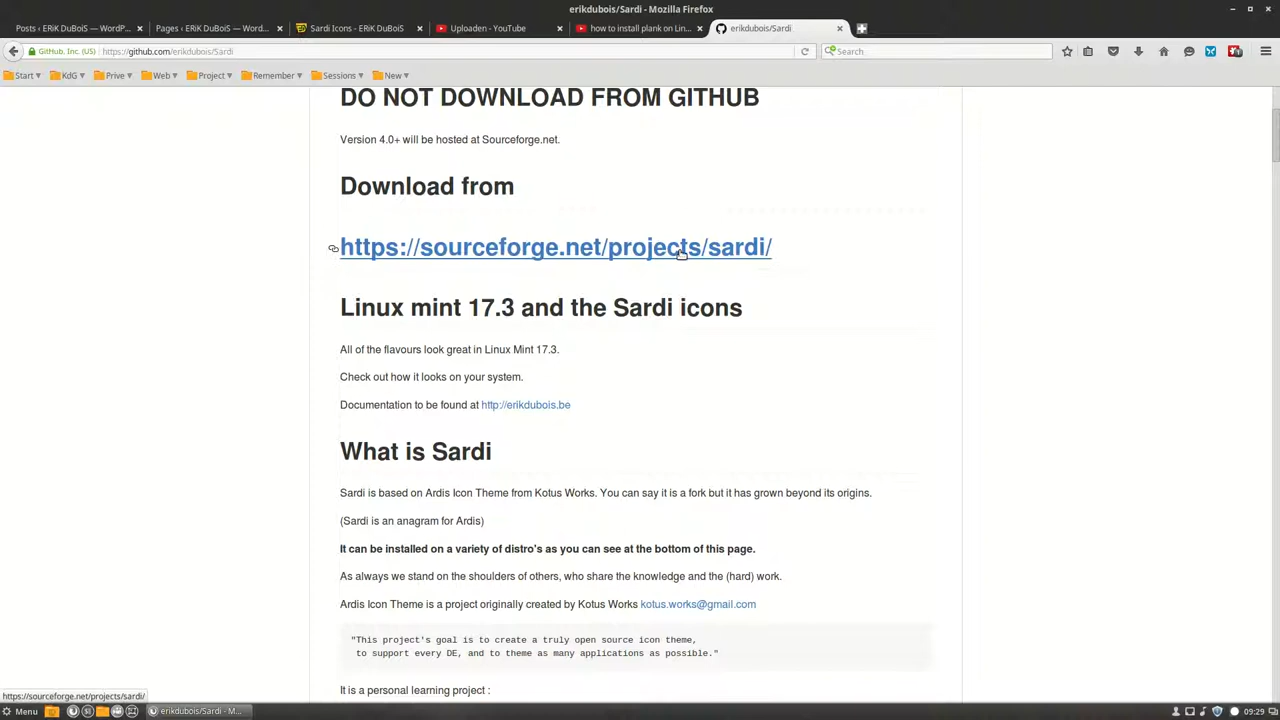 erikdubois/Sardi - Mozilla Firefox
Posts ‹ ERiK DuBoiS — WordP...
Pages ‹ ERiK DuBoiS — Word...
Sardi Icons - ERiK DuBoiS
Uploaden - YouTube
how to install plank on Lin...
erikdubois/Sardi
GitHub, Inc. (US)
https://github.com/erikdubois/Sardi
Search
Start
KdG
Prive
Web
Project
Remember
Sessions
New
DO NOT DOWNLOAD FROM GITHUB
Version 4.0+ will be hosted at Sourceforge.net.
Download from
https://sourceforge.net/projects/sardi/
Linux mint 17.3 and the Sardi icons
All of the flavours look great in Linux Mint 17.3.
Check out how it looks on your system.
Documentation to be found at http://erikdubois.be
What is Sardi
Sardi is based on Ardis Icon Theme from Kotus Works. You can say it is a fork but it has grown beyond its origins.
(Sardi is an anagram for Ardis)
It can be installed on a variety of distro's as you can see at the bottom of this page.
As always we stand on the shoulders of others, who share the knowledge and the (hard) work.
Ardis Icon Theme is a project originally created by Kotus Works kotus.works@gmail.com
"This project's goal is to create a truly open source icon theme,
to support every DE, and to theme as many applications as possible."
It is a personal learning project :
https://sourceforge.net/projects/sardi/
Menu
erikdubois/Sardi - M...
09:29